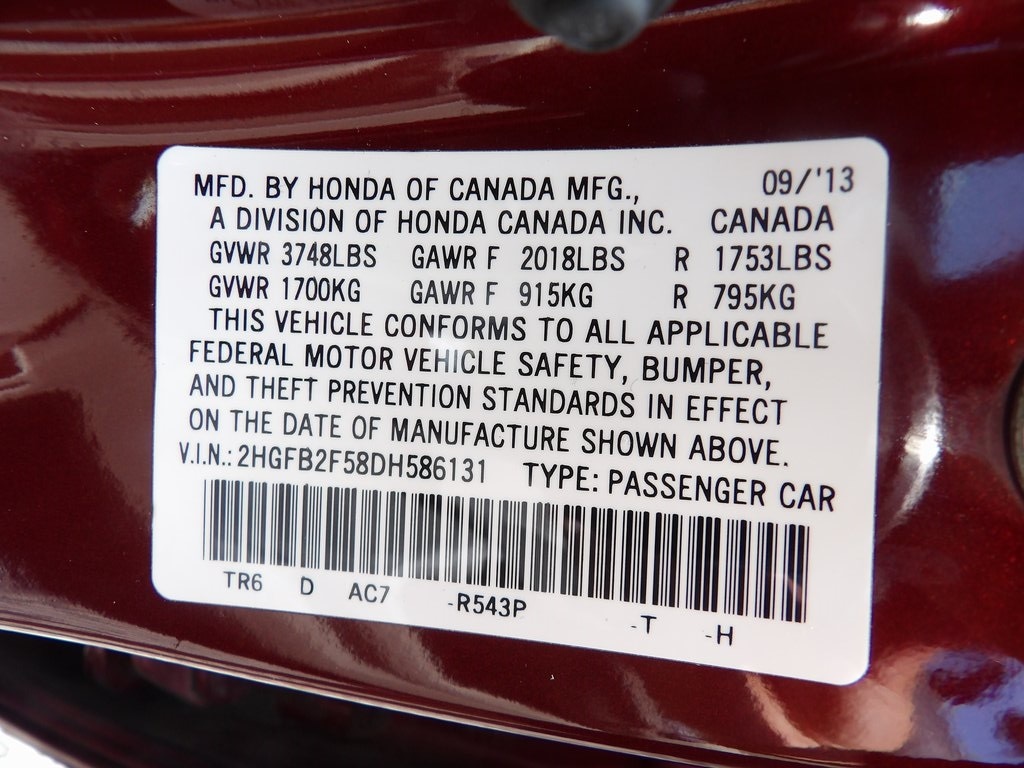 MFD. BY HONDA OF CANADA MFG., 09/'13
A DIVISION OF HONDA CANADA INC. CANADA
GVWR 3748LBS GAWR F 2018LBS R 1753LBS
GVWR 1700KG GAWR F 915KG R 795KG
THIS VEHICLE CONFORMS TO ALL APPLICABLE
FEDERAL MOTOR VEHICLE SAFETY, BUMPER,
AND THEFT PREVENTION STANDARDS IN EFFECT
ON THE DATE OF MANUFACTURE SHOWN ABOVE.
V.I.N.: 2HGFB2F58DH586131 TYPE: PASSENGER CAR
TR6 D AC7 -R543P -T -H